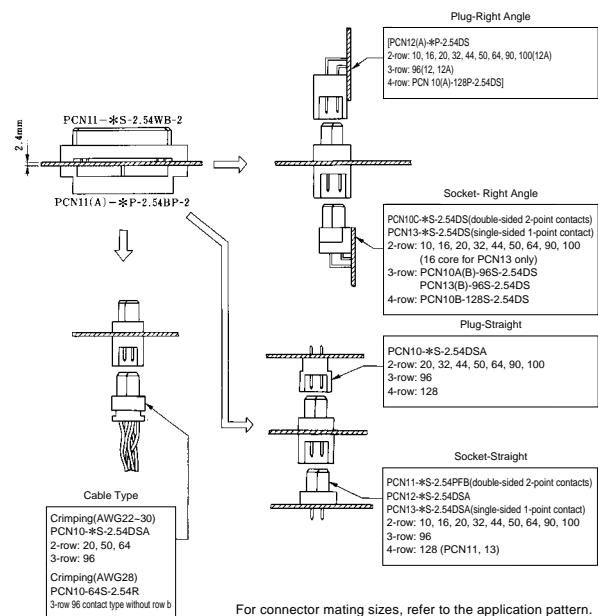 Plug-Right Angle
[PCN12(A)-*P-2.54DS
2-row: 10, 16, 20, 32, 44, 50, 64, 90, 100(12A)
3-row: 96(12, 12A)
4-row: PCN 10(A)-128P-2.54DS]
PCN11-*S-2.54WB-2
2.4mm
PCN11(A)-*P-2.54BP-2
Socket- Right Angle
PCN10C-*S-2.54DS(double-sided 2-point contacts)
PCN13-*S-2.54DS(single-sided 1-point contact)
2-row: 10, 16, 20, 32, 44, 50, 64, 90, 100
(16 core for PCN13 only)
3-row: PCN10A(B)-96S-2.54DS
PCN13(B)-96S-2.54DS
4-row: PCN10B-128S-2.54DS
Plug-Straight
PCN10-*S-2.54DSA
2-row: 20, 32, 44, 50, 64, 90, 100
3-row: 96
4-row: 128
Socket-Straight
PCN11-*S-2.54PFB(double-sided 2-point contacts)
PCN12-*S-2.54DSA
PCN13-*S-2.54DSA(single-sided 1-point contact)
2-row: 10, 16, 20, 32, 44, 50, 64, 90, 100
3-row: 96
4-row: 128 (PCN11, 13)
Cable Type
Crimping(AWG22~30)
PCN10-*S-2.54DSA
2-row: 20, 50, 64
3-row: 96
Crimping(AWG28)
PCN10-64S-2.54R
3-row 96 contact type without row b
For connector mating sizes, refer to the application pattern.